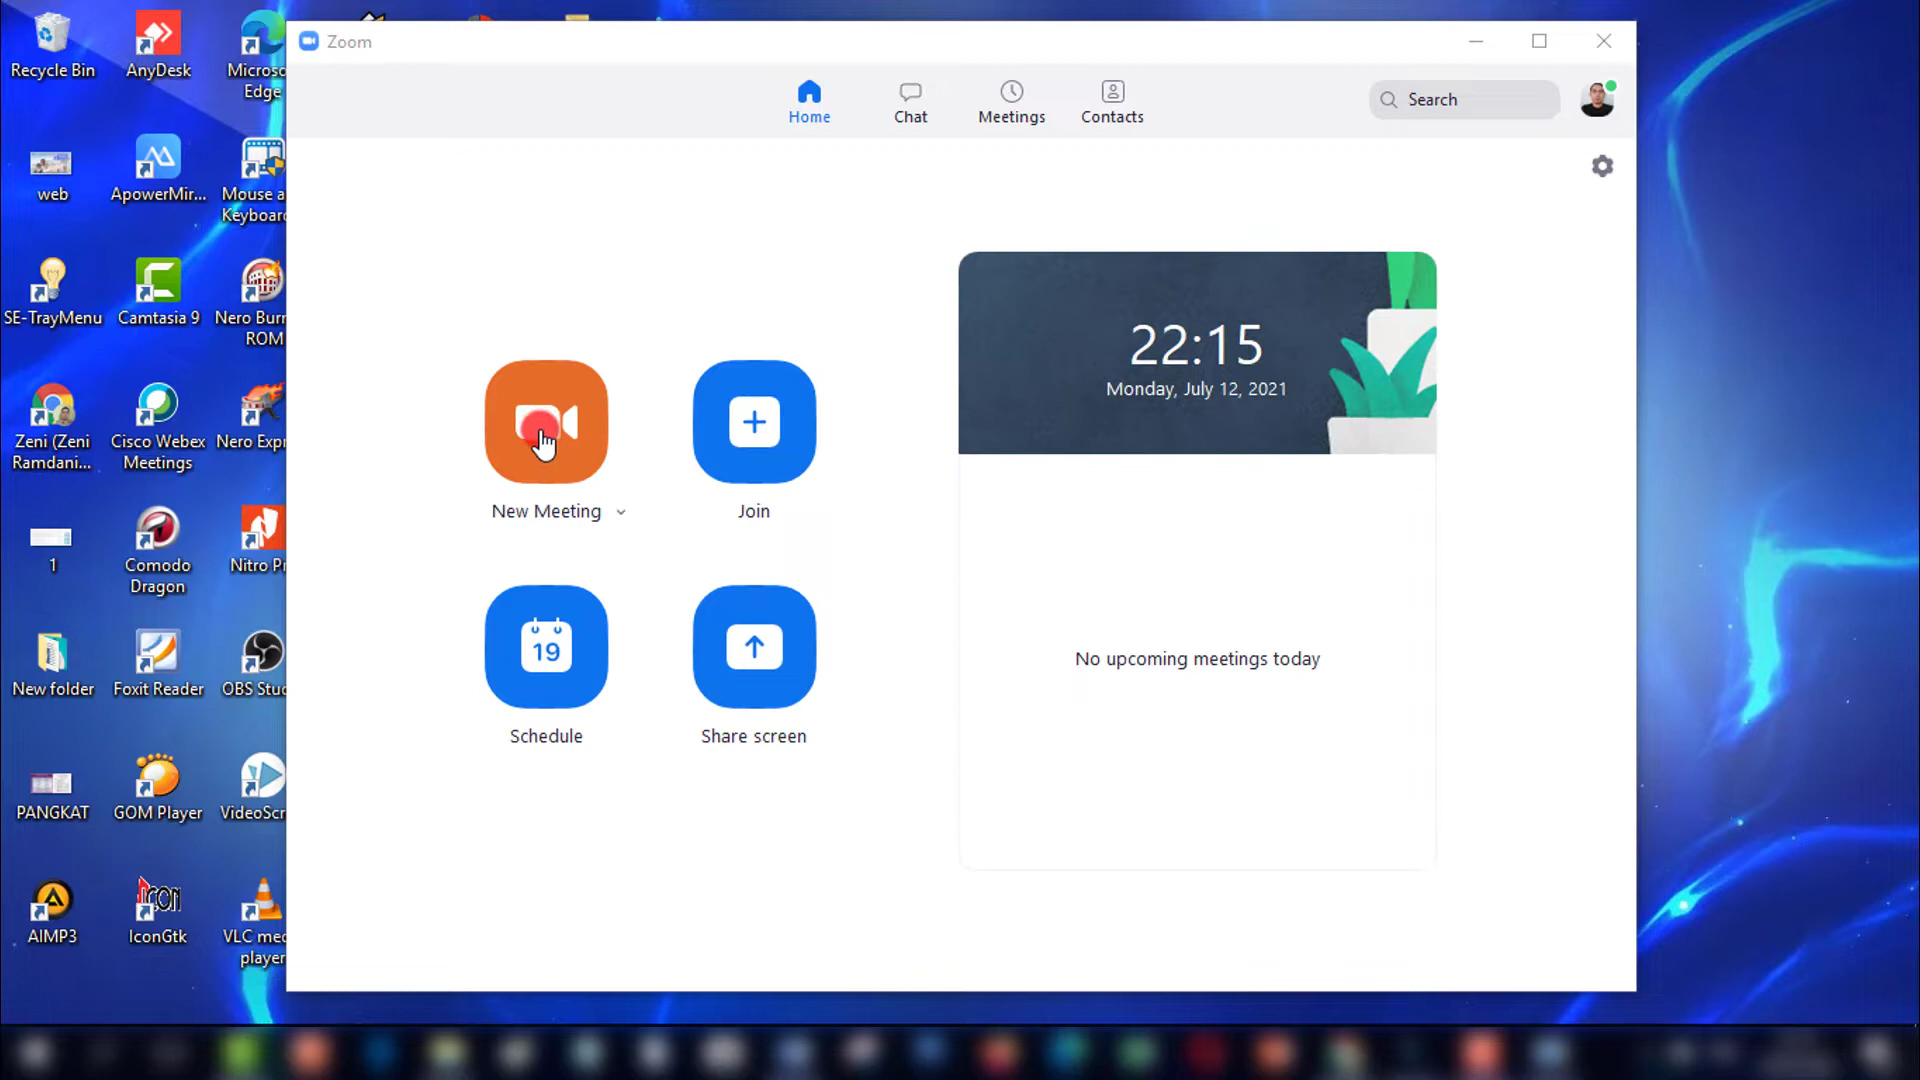 Recycle Bin
AnyDesk
Microso
Edge
web
ApowerMir...
Mouse a
Keyboar
SE-TrayMenu
Camtasia 9
Nero Burn
ROM
Zeni (Zeni
Ramdani...
Cisco Webex
Meetings
Nero Expr
1
Comodo
Dragon
Nitro Pr
New folder
Foxit Reader
OBS Stu
PANGKAT
GOM Player
VideoScr
AIMP3
ICON
IconGtk
VLC med
player
Zoom
Home
Chat
Meetings
Contacts
Search
New Meeting
Join
19
Schedule
Share screen
22:15
Monday, July 12, 2021
No upcoming meetings today